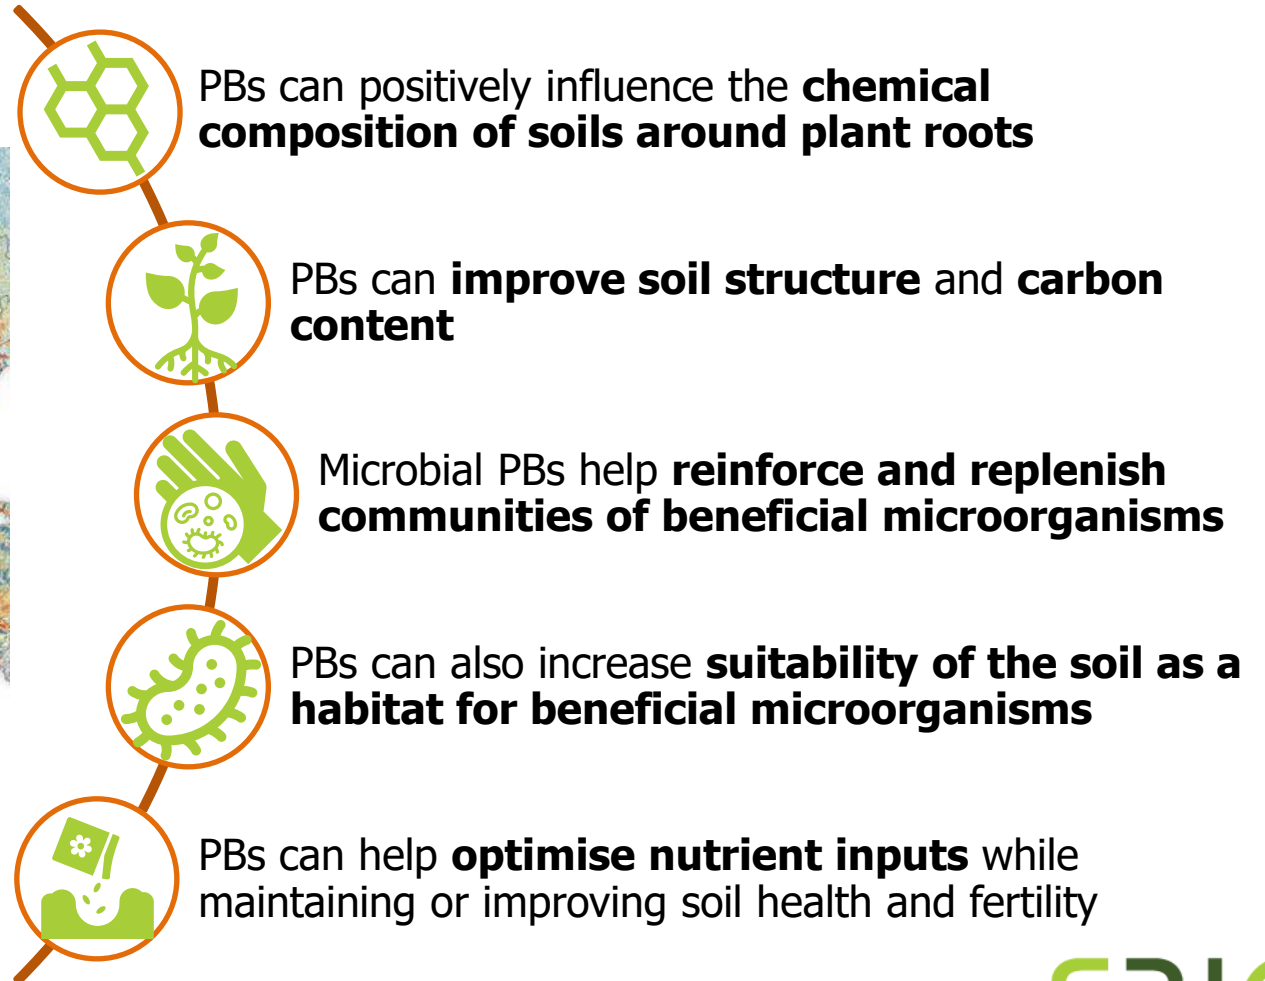 PBs can positively influence the chemical
composition of soils around plant roots
PBs can improve soil structure and carbon
content
Microbial PBs help reinforce and replenish
communities of beneficial microorganisms
PBs can also increase suitability of the soil as a
habitat for beneficial microorganisms
PBs can help optimise nutrient inputs while
maintaining or improving soil health and fertility